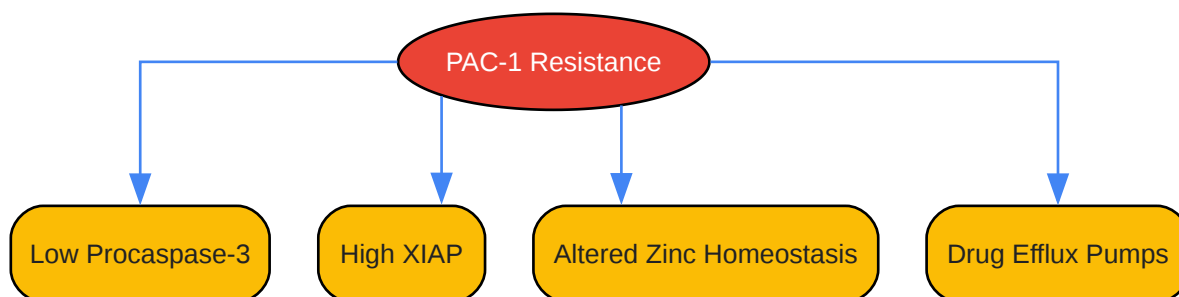 PAC-1 Resistance
Low Procaspase-3
High XIAP
Altered Zinc Homeostasis
Drug Efflux Pumps